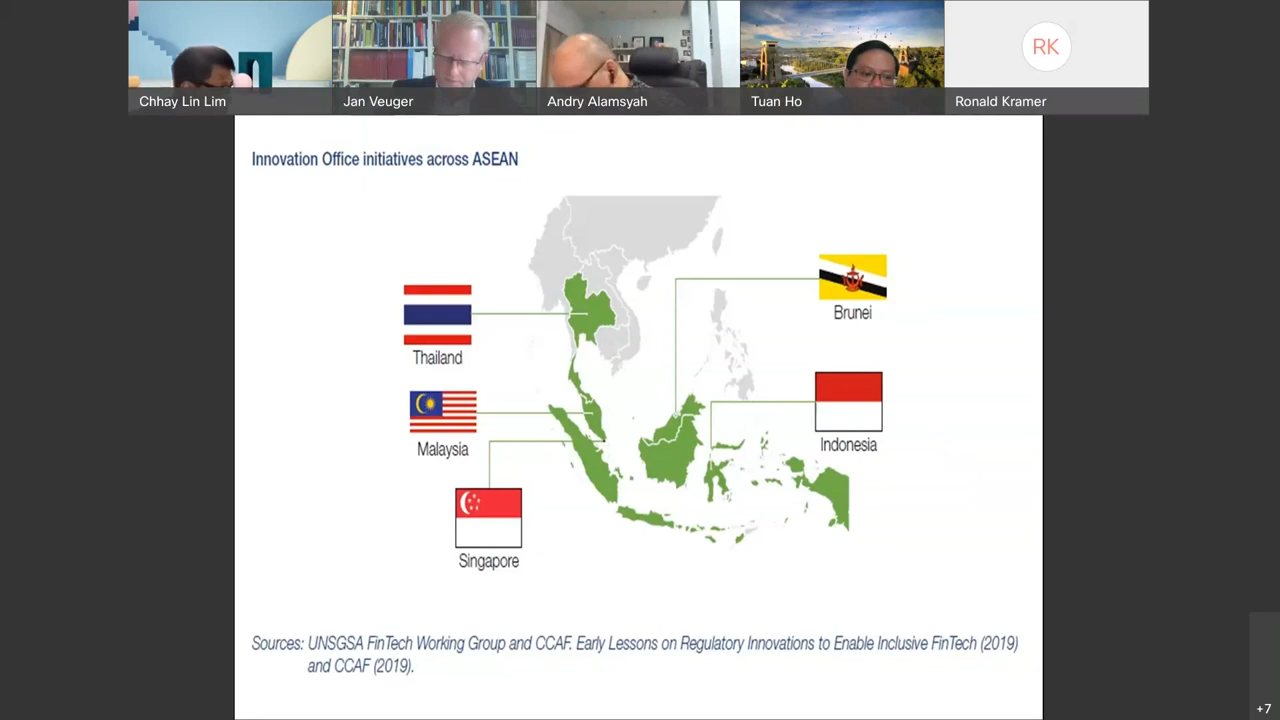 Chhay Lin Lim
Jan Veuger
Andry Alamsyah
Tuan Ho
RK
Ronald Kramer
Innovation Office initiatives across ASEAN
Brunei
Thailand
Malaysia
Indonesia
Singapore
Sources: UNSGSA FinTech Working Group and CCAF. Early Lessons on Regulatory Innovations to Enable Inclusive FinTech (2019)
and CCAF (2019).
+7